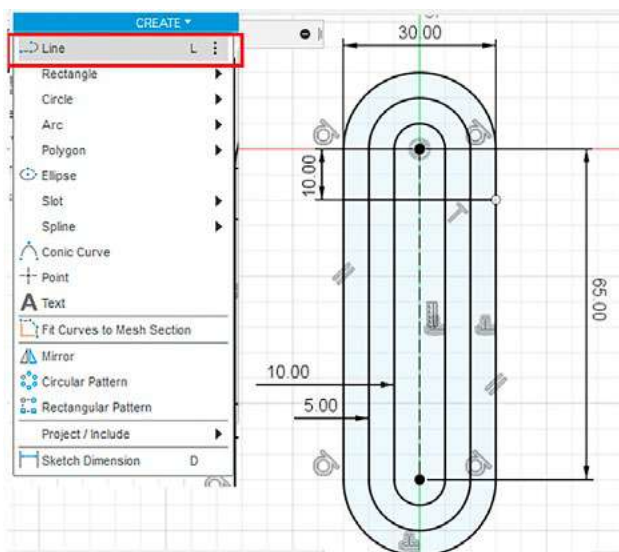 CREATE
Line L
Rectangle
Circle
Arc
Polygon
Ellipse
Slot
Spline
Conic Curve
Point
A Text
Fit Curves to Mesh Section
Mirror
Circular Pattern
Rectangular Pattern
Project / Include
Sketch Dimension D
30.00
10.00
65.00
10.00
5.00